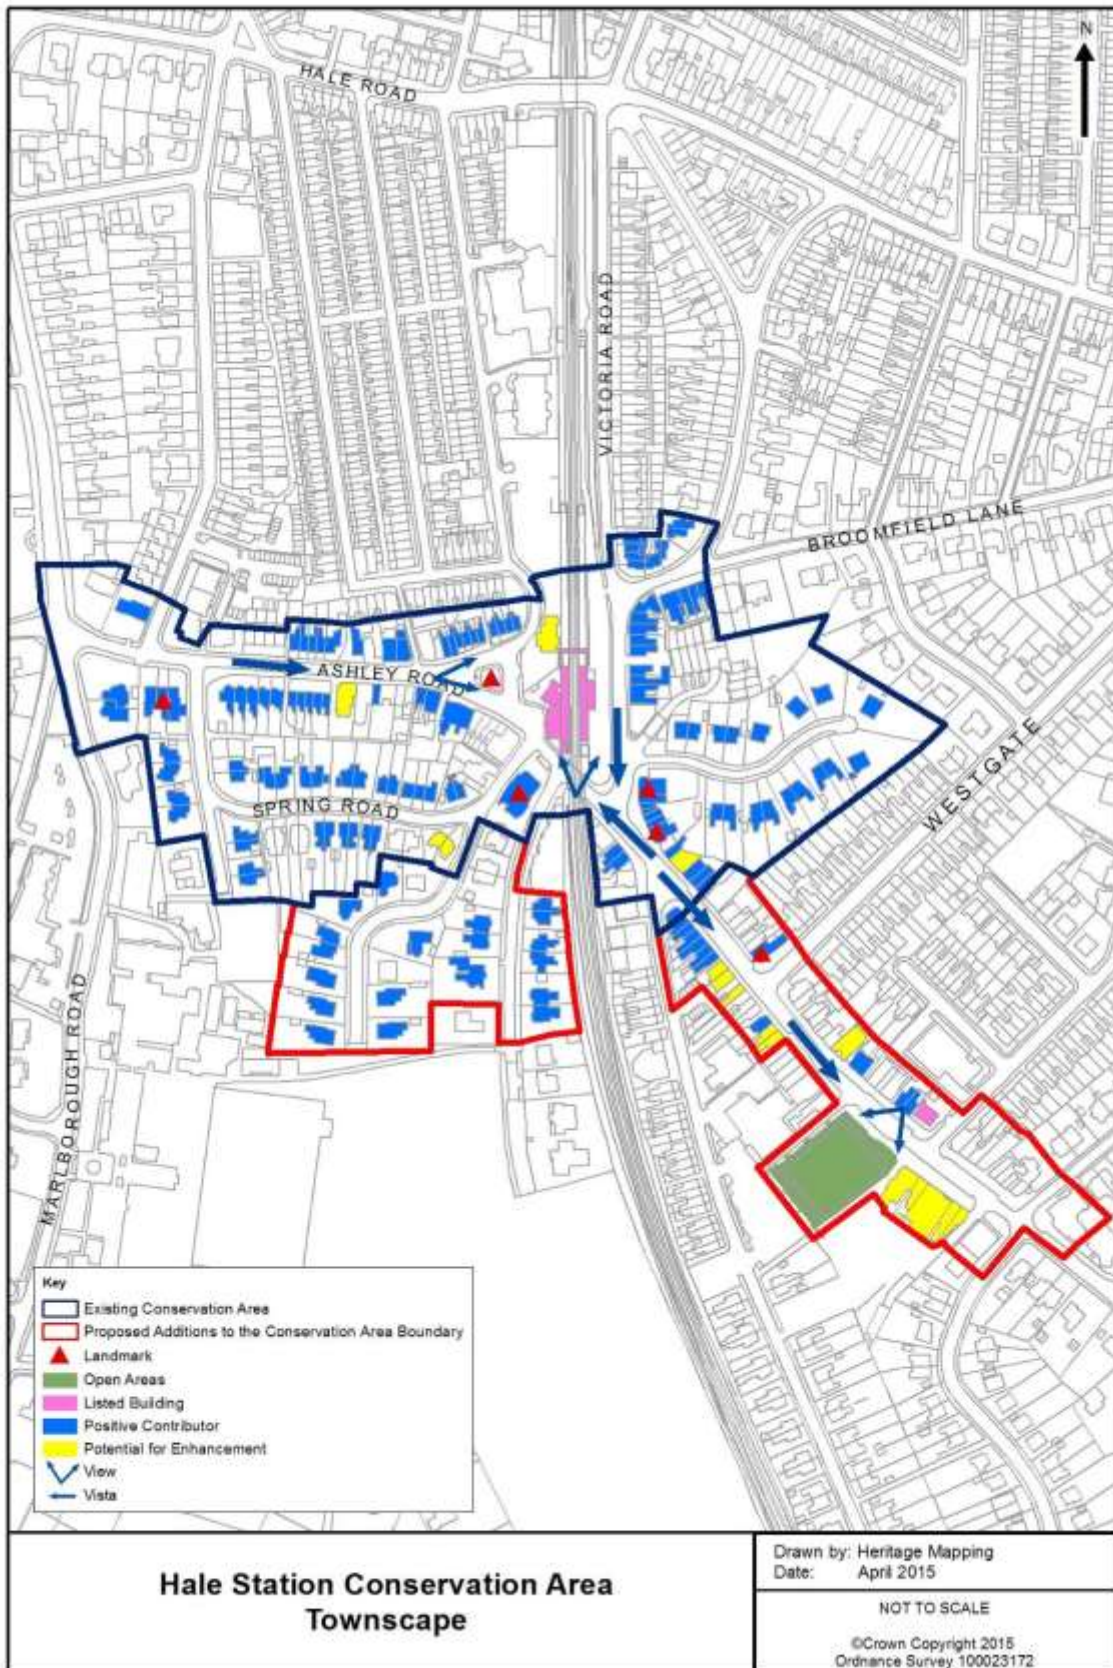 N
HALE ROAD
VICTORIA ROAD
BROOMFIELD LANE
ASHLEY ROAD
WESTGATE
SPRING ROAD
MARLBOROUGH ROAD
Key
Existing Conservation Area
Proposed Additions to the Conservation Area Boundary
Landmark
Open Areas
Listed Building
Positive Contributor
Potential for Enhancement
View
Vista
Hale Station Conservation Area
Townscape
Drawn by: Heritage Mapping
Date: April 2015
NOT TO SCALE
©Crown Copyright 2015
Ordnance Survey 100023172